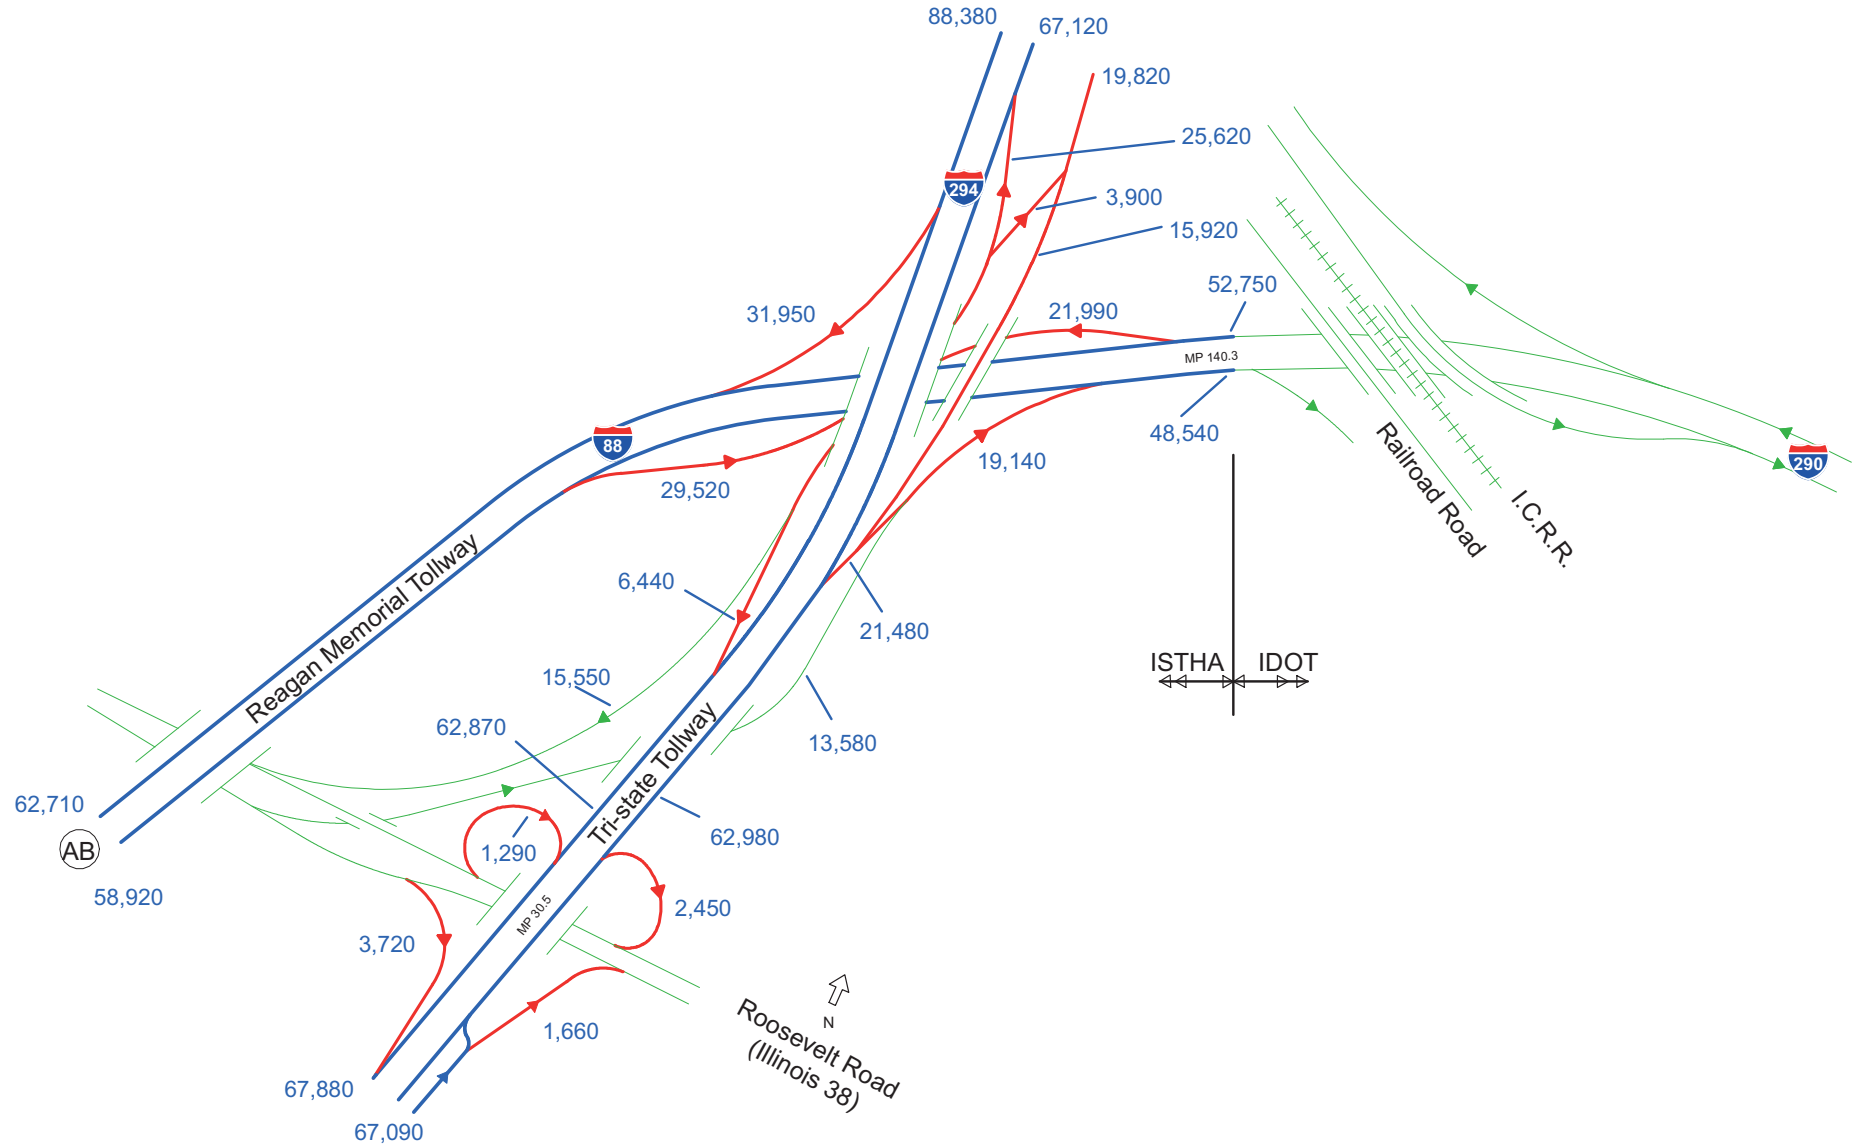 88,380
67,120
19,820
25,620
294
3,900
15,920
52,750
31,950
21,990
MP 140.3
48,540
88
19,140
29,520
290
Railroad Road
I.C.R.R.
Reagan Memorial Tollway
6,440
21,480
ISTHA
IDOT
15,550
62,870
13,580
Tri-state Tollway
62,710
AB
58,920
1,290
62,980
2,450
MP 30.5
3,720
1,660
N
Roosevelt Road
(Illinois 38)
67,880
67,090